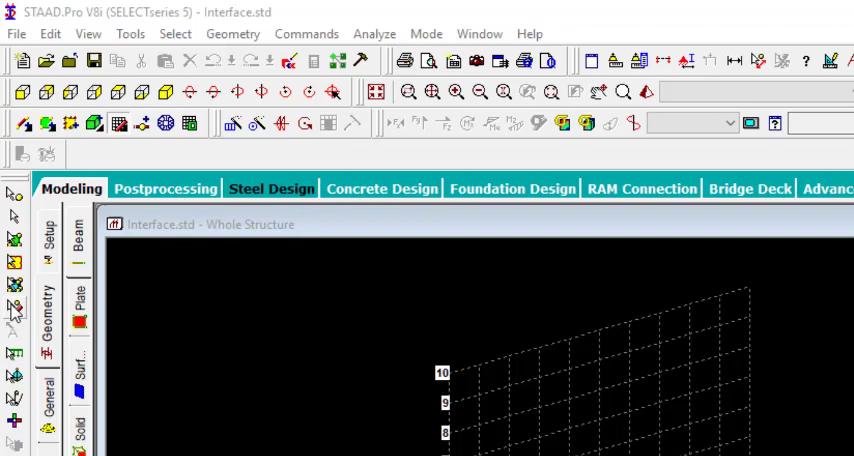 STAAD.Pro V8i (SELECTseries 5) - Interface.std
File Edit View Tools Select Geometry Commands Analyze Mode Window Help
Modeling Postprocessing Steel Design Concrete Design Foundation Design RAM Connection Bridge Deck Advanc
Interface.std - Whole Structure
Setup
Geometry
General
Beam
Plate
Surf...
Solid
10
9
8